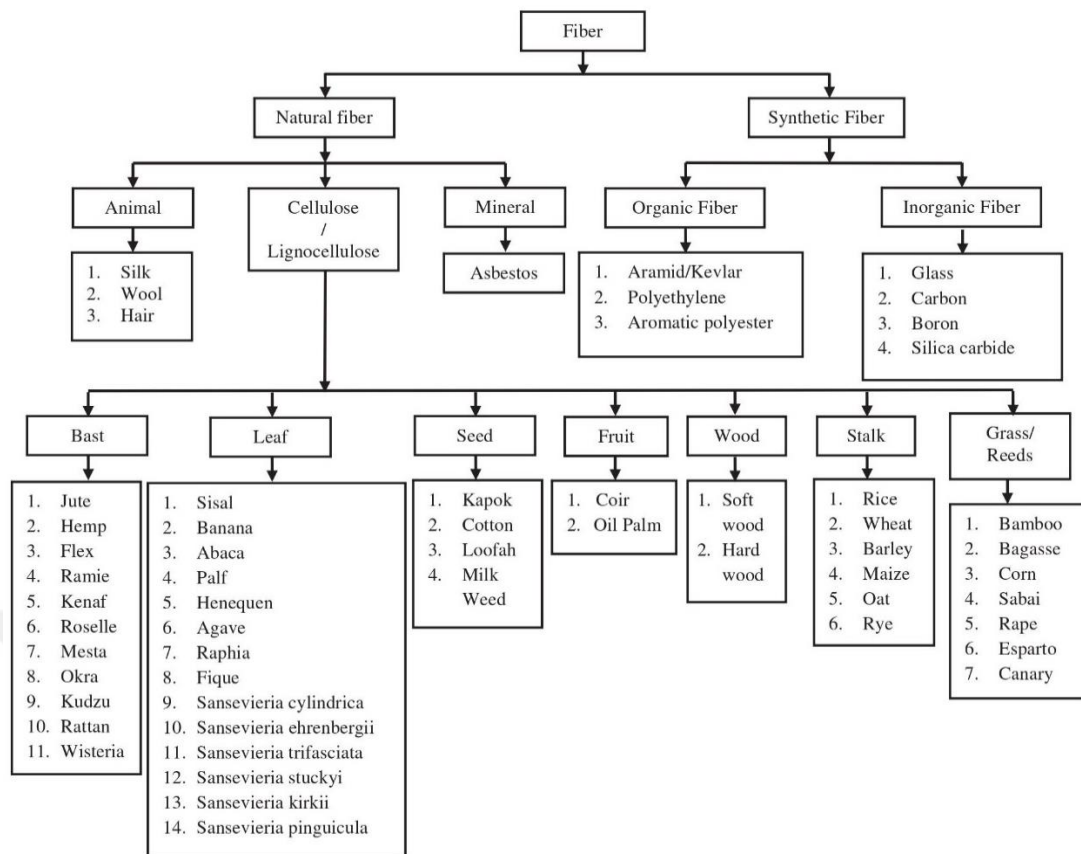 Fiber
Natural fiber
Synthetic Fiber
Animal
Cellulose
/
Lignocellulose
Mineral
Organic Fiber
Inorganic Fiber
1. Silk
2. Wool
3. Hair
Asbestos
1. Aramid/Kevlar
2. Polyethylene
3. Aromatic polyester
1. Glass
2. Carbon
3. Boron
4. Silica carbide
Bast
Leaf
Seed
Fruit
Wood
Stalk
Grass/
Reeds
1. Jute
2. Hemp
3. Flex
4. Ramie
5. Kenaf
6. Roselle
7. Mesta
8. Okra
9. Kudzu
10. Rattan
11. Wisteria
1. Sisal
2. Banana
3. Abaca
4. Palf
5. Henequen
6. Agave
7. Raphia
8. Fique
9. Sansevieria cylindrica
10. Sansevieria ehrenbergii
11. Sansevieria trifasciata
12. Sansevieria stuckyi
13. Sansevieria kirkii
14. Sansevieria pinguicula
1. Kapok
2. Cotton
3. Loofah
4. Milk
Weed
1. Coir
2. Oil Palm
1. Soft
wood
2. Hard
wood
1. Rice
2. Wheat
3. Barley
4. Maize
5. Oat
6. Rye
1. Bamboo
2. Bagasse
3. Corn
4. Sabai
5. Rape
6. Esparto
7. Canary